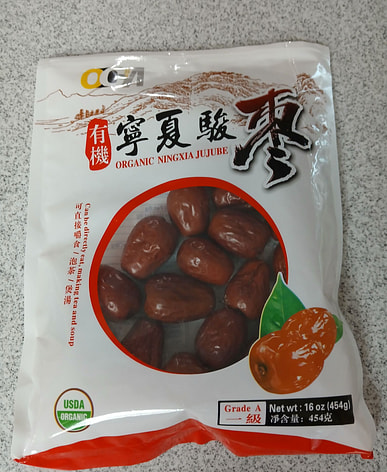 OCA
有機
寧夏駿棗
ORGANIC NINGXIA JUJUBE
Can be directly eat, making tea and soup
可直接嚼食/泡茶/煲湯
USDA
ORGANIC
Grade A
一級
Net wt: 16 oz (454g)
凈含量: 454克